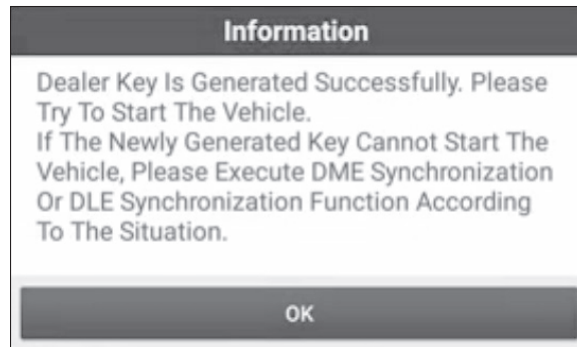 Information
Dealer Key Is Generated Successfully. Please
Try To Start The Vehicle.
If The Newly Generated Key Cannot Start The
Vehicle, Please Execute DME Synchronization
Or DLE Synchronization Function According
To The Situation.
OK